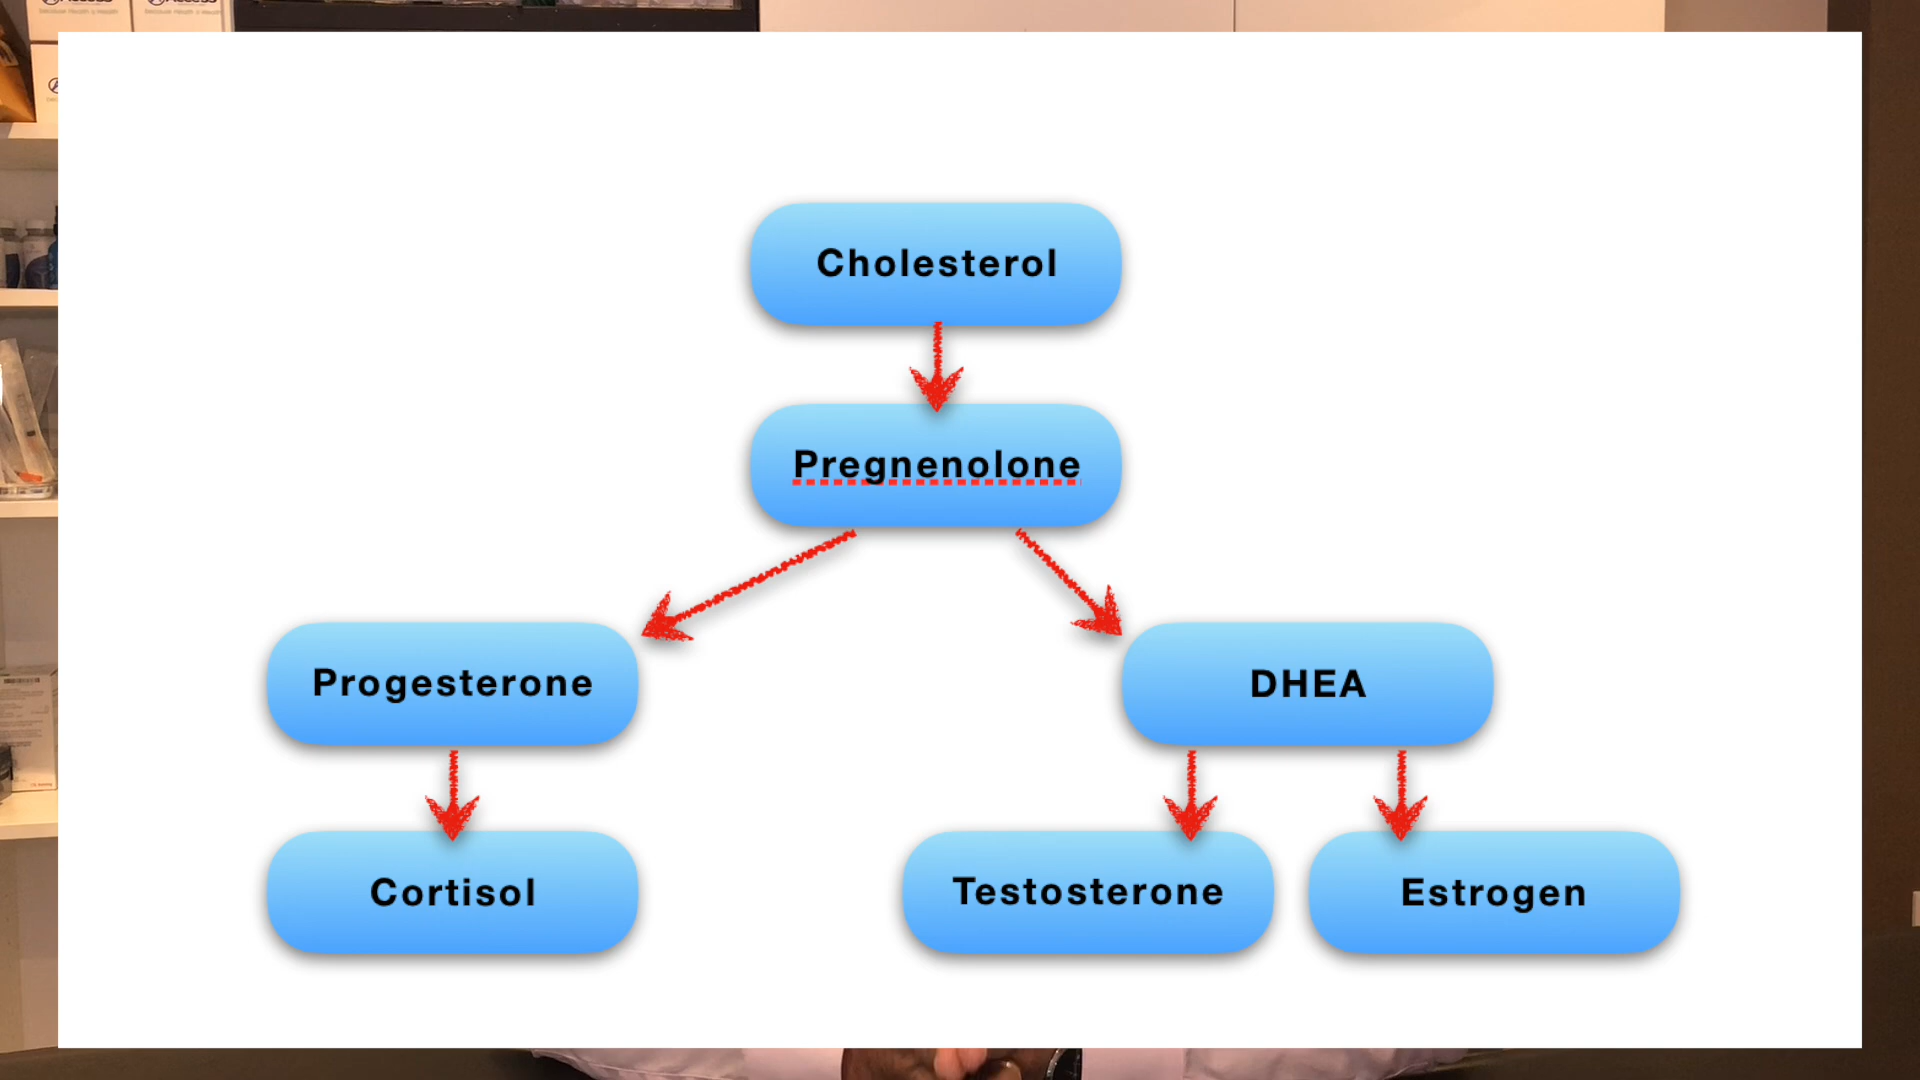 Cholesterol
Pregnenolone
Progesterone
DHEA
Cortisol
Testosterone
Estrogen